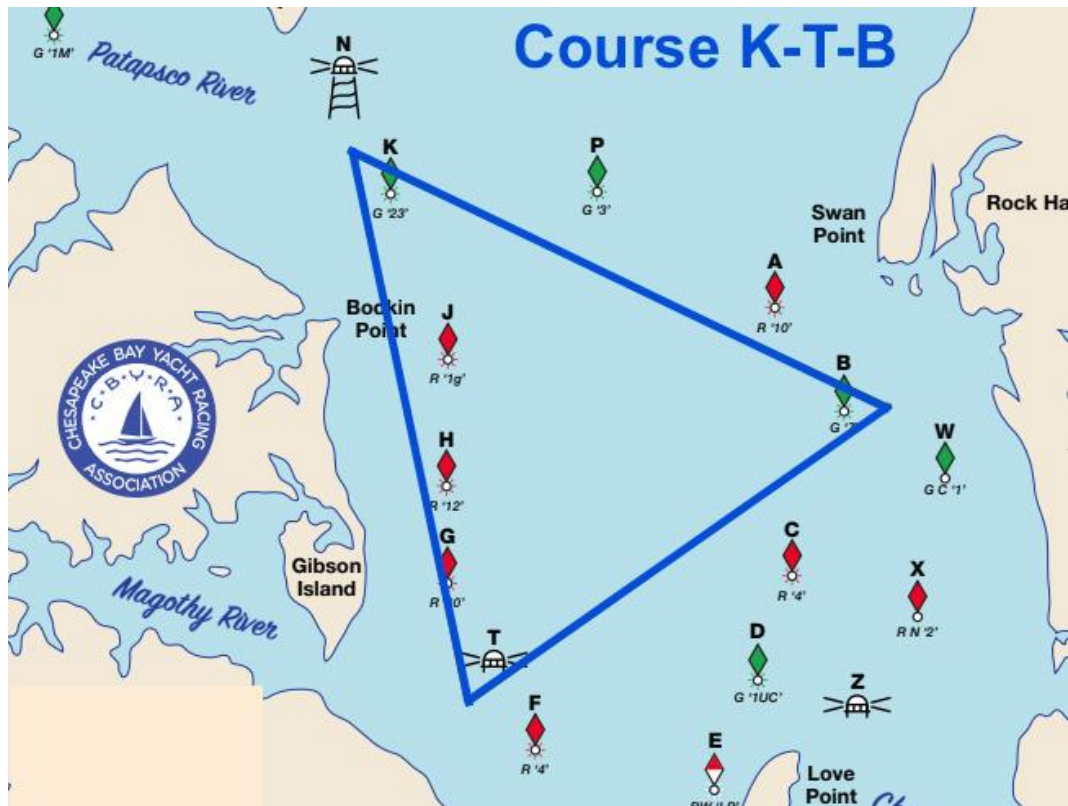 Course K-T-B
G '1M'
Patapsco River
N
K
G '23'
P
G '3'
Swan
Point
Rock Ha
A
R '10'
Bodkin
Point
J
R '1g'
B
G '7
CHESAPEAKE BAY YACHT RACING
C·B·Y·R·A
ASSOCIATION
H
R '12'
W
G C '1'
G
Gibson
Island
C
R '4'
Magothy River
X
R N '2'
T
D
G '1UC'
Z
F
R '4'
E
Love
Point